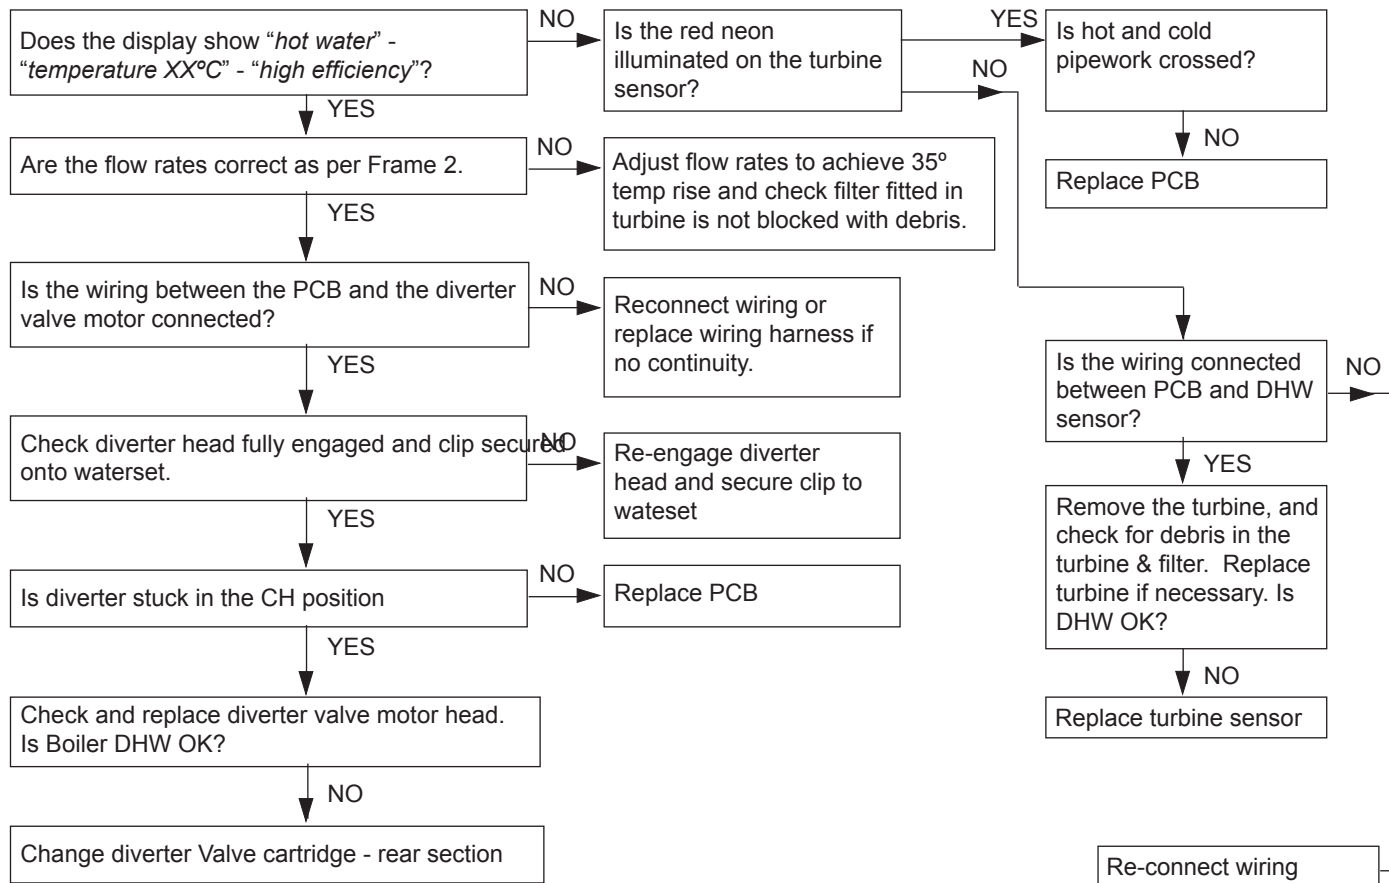 Does the display show “hot water” -
“temperature XXºC” - “high efficiency”?
NO
Is the red neon
illuminated on the turbine
sensor?
YES
Is hot and cold
pipework crossed?
NO
YES
NO
Are the flow rates correct as per Frame 2.
NO
Adjust flow rates to achieve 35º
temp rise and check filter fitted in
turbine is not blocked with debris.
Replace PCB
YES
Is the wiring between the PCB and the diverter
valve motor connected?
NO
Reconnect wiring or
replace wiring harness if
no continuity.
Is the wiring connected
between PCB and DHW
sensor?
NO
YES
Check diverter head fully engaged and clip secured
onto waterset.
NO
Re-engage diverter
head and secure clip to
wateset
YES
Remove the turbine, and
check for debris in the
turbine & filter. Replace
turbine if necessary. Is
DHW OK?
YES
Is diverter stuck in the CH position
NO
Replace PCB
YES
NO
Replace turbine sensor
Check and replace diverter valve motor head.
Is Boiler DHW OK?
NO
Change diverter Valve cartridge - rear section
Re-connect wiring